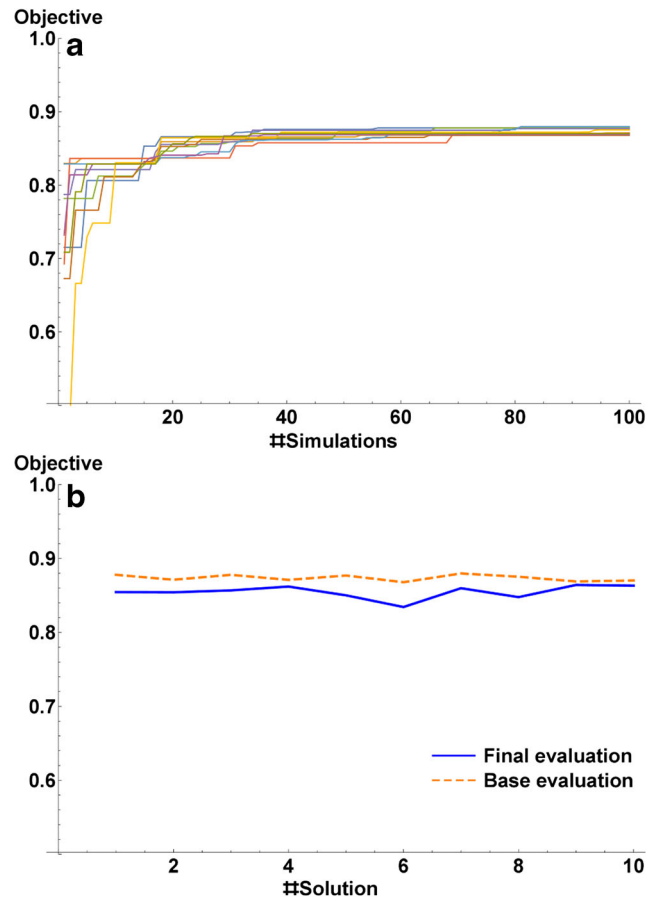 Objective
1.0
a
0.9
0.8
0.7
0.6
20 40 60 80 100
#Simulations
Objective
1.0
b
0.9
0.8
0.7
0.6
Final evaluation
Base evaluation
2 4 6 8 10
#Solution